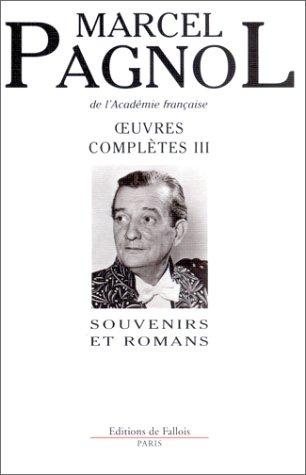 MARCEL
PAGNOL
de l'Académie française
ŒUVRES
COMPLÈTES III
SOUVENIRS
ET ROMANS
Editions de Fallois
PARIS